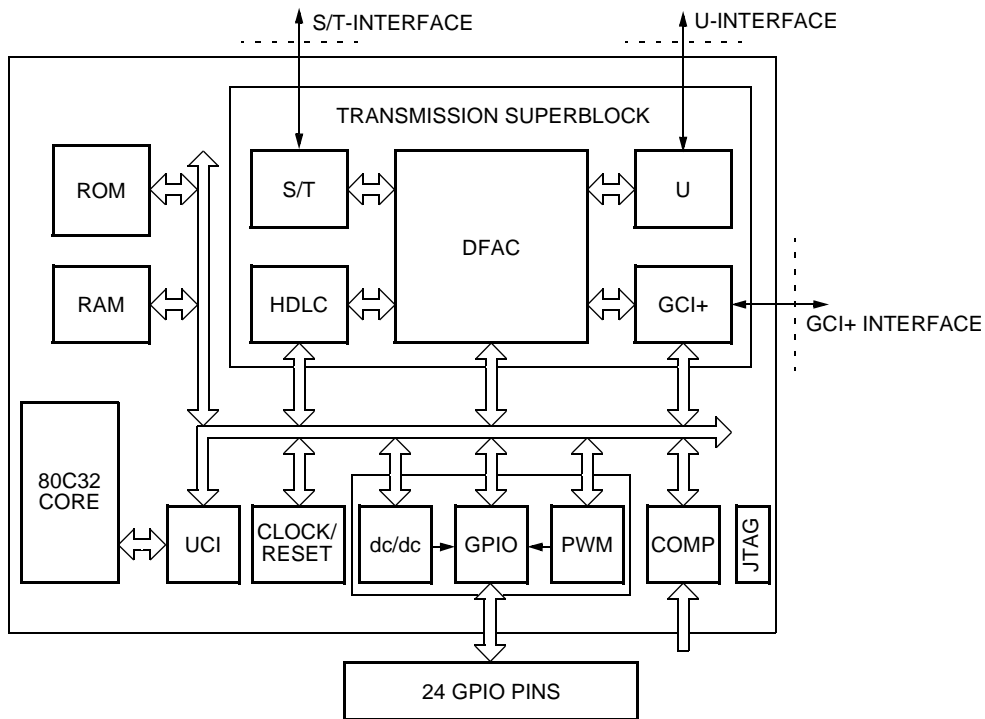 S/T-INTERFACE
U-INTERFACE
TRANSMISSION SUPERBLOCK
ROM
S/T
DFAC
U
RAM
HDLC
GCI+
GCI+ INTERFACE
80C32
CORE
UCI
CLOCK/
RESET
dc/dc
GPIO
PWM
COMP
JTAG
24 GPIO PINS